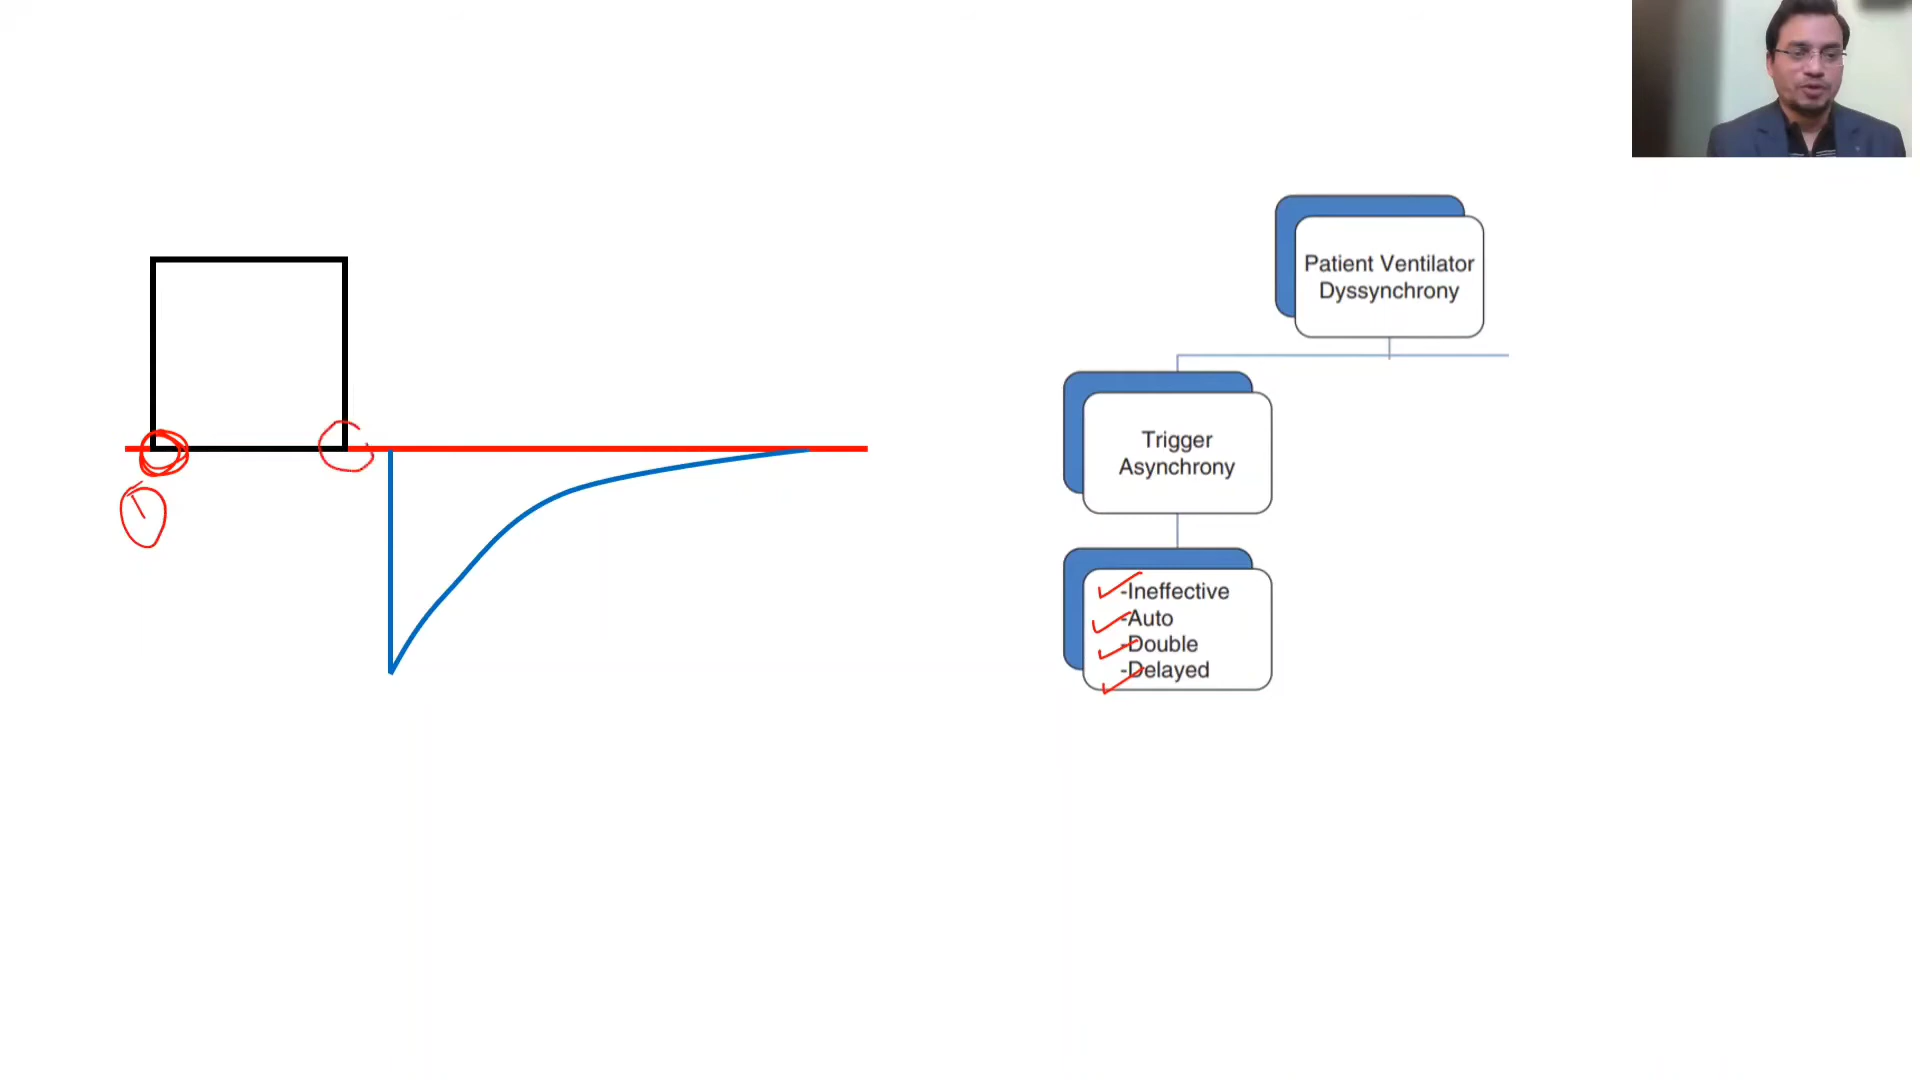 Patient Ventilator
Dyssynchrony
Trigger
Asynchrony
-Ineffective
-Auto
-Double
-Delayed